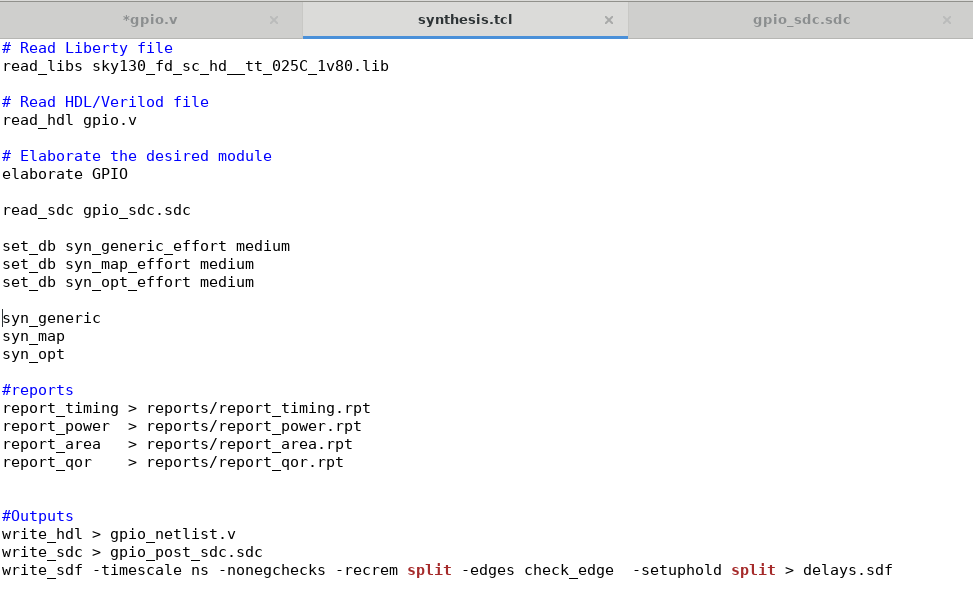 *gpio.v × synthesis.tcl × gpio_sdc.sdc ×
# Read Liberty file
read_libs sky130_fd_sc_hd__tt_025C_1v80.lib
# Read HDL/Verilod file
read_hdl gpio.v
# Elaborate the desired module
elaborate GPIO
read_sdc gpio_sdc.sdc
set_db syn_generic_effort medium
set_db syn_map_effort medium
set_db syn_opt_effort medium
syn_generic
syn_map
syn_opt
#reports
report_timing > reports/report_timing.rpt
report_power  > reports/report_power.rpt
report_area   > reports/report_area.rpt
report_qor    > reports/report_qor.rpt
#Outputs
write_hdl > gpio_netlist.v
write_sdc > gpio_post_sdc.sdc
write_sdf -timescale ns -nonegchecks -recrem split -edges check_edge  -setuphold split > delays.sdf